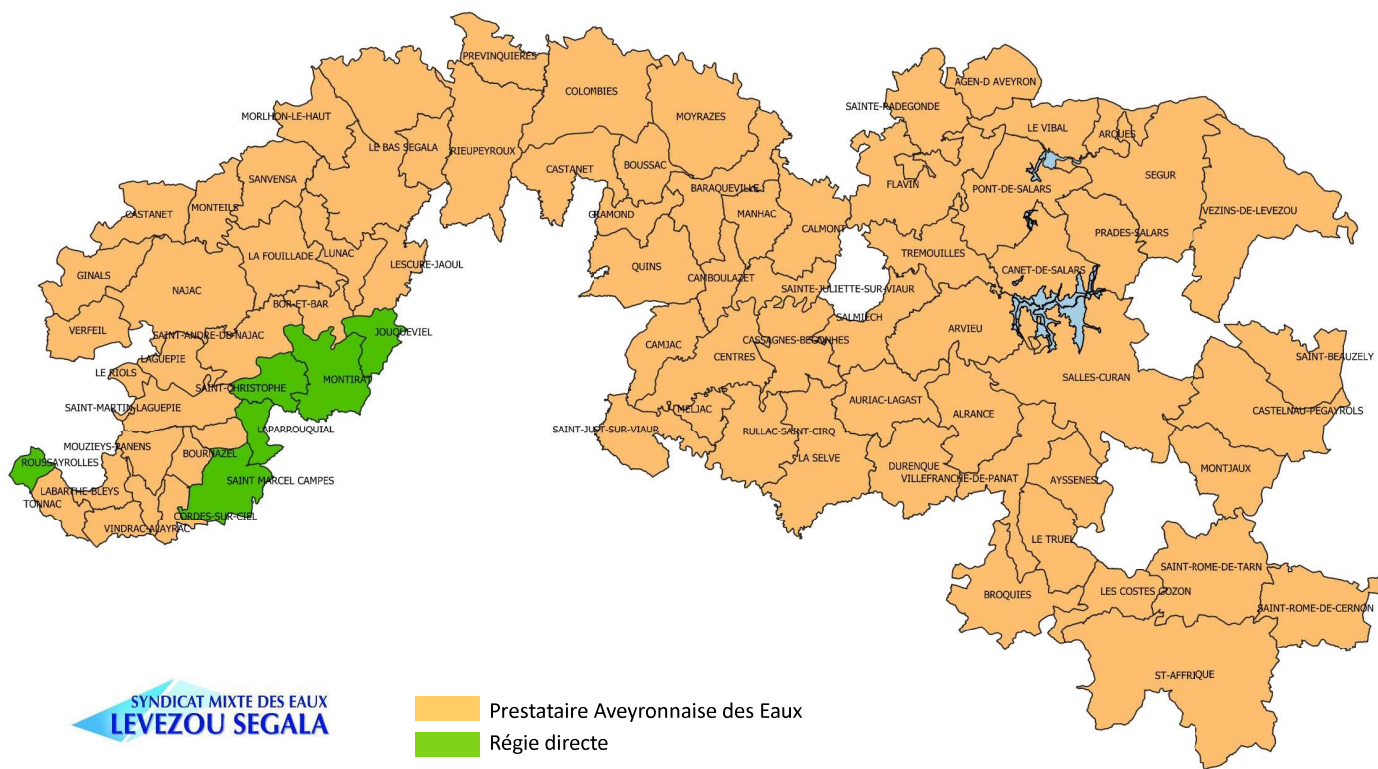 PREVINQUIERES
COLOMBIES
AGEN-D AVEYRON
SAINTE-RADEGONDE
MORLHON-LE-HAUT
MOYRAZES
LE VIBAL
ARQUES
LE BAS SEGALA
RIEUPEYROUX
BOUSSAC
CASTANET
SANVENSA
SEGUR
FLAVIN
PONT-DE-SALARS
BARAQUEVILLE
MONTEILS
CASTANET
GRAMOND
MANHAC
VEZINS-DE-LEVEZOU
CALMONT
PRADES-SALARS
LA FOUILLADE
LUNAC
TREMOUILLES
LESCURE-JAOUL
QUINS
CANET-DE-SALARS
GINALS
CAMBOULAZET
NAJAC
SAINTE-JULIETTE-SUR-VIAUR
BOR-ET-BAR
SALMIECH
VERFEIL
SAINT-ANDRE-DE-NAJAC
JOUQUEVIEL
ARVIEU
CASSAGNES-BEGONHES
CAMJAC
CENTRES
LAGUEPIE
SAINT-BEAUZELY
LE RIOLS
MONTIRAT
SALLES-CURAN
SAINT-CHRISTOPHE
AURIAC-LAGAST
SAINT-MARTIN-LAGUEPIE
MELJAC
ALRANCE
CASTELNAU-PEGAYROLS
LAPARROUQUIAL
SAINT-JUST-SUR-VIAUR
RULLAC-SAINT-CIRQ
MOUZIEYS-PANENS
BOURNAZEL
LA SELVE
ROUSSAYROLLES
DURENQUE
MONTJAUX
SAINT MARCEL CAMPES
VILLEFRANCHE-DE-PANAT
AYSSENES
LABARTHE-BLEYS
TONNAC
CORDES-SUR-CIEL
VINDRAC-ALAYRAC
LE TRUEL
SAINT-ROME-DE-TARN
BROQUIES
LES COSTES GOZON
SAINT-ROME-DE-CERNON
ST-AFFRIQUE
SYNDICAT MIXTE DES EAUX
LEVEZOU SEGALA
Prestataire Aveyronnaise des Eaux
Régie directe